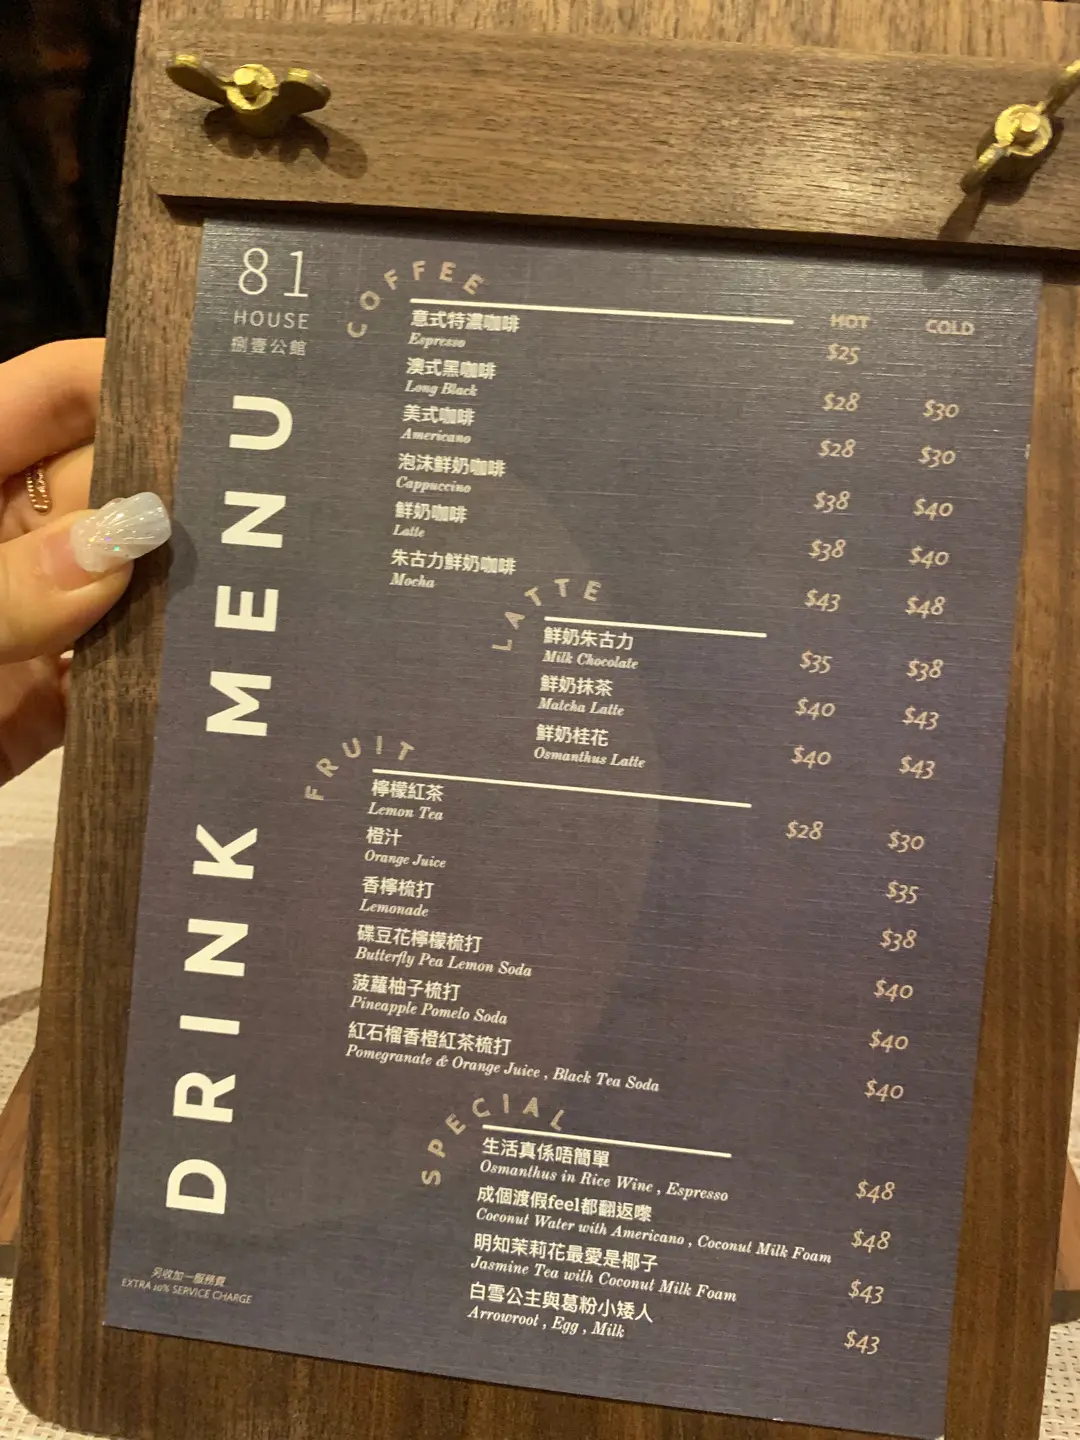 81
HOUSE
捌壹公館
DRINK MENU
COFFEE
HOT COLD
意式特濃咖啡 $25
Espresso
澳式黑咖啡 $28 $30
Long Black
美式咖啡 $28 $30
Americano
泡沫鮮奶咖啡 $38 $40
Cappuccino
鮮奶咖啡 $38 $40
Latte
朱古力鮮奶咖啡 $43 $48
Mocha
LATTE
鮮奶朱古力 $35 $38
Milk Chocolate
鮮奶抹茶 $40 $43
Matcha Latte
鮮奶桂花 $40 $43
Osmanthus Latte
FRUIT
檸檬紅茶 $28 $30
Lemon Tea
橙汁 $35
Orange Juice
香檸梳打 $38
Lemonade
碟豆花檸檬梳打 $40
Butterfly Pea Lemon Soda
菠蘿柚子梳打 $40
Pineapple Pomelo Soda
紅石榴香橙紅茶梳打 $40
Pomegranate & Orange Juice , Black Tea Soda
SPECIAL
生活真係唔簡單 $48
Osmanthus in Rice Wine , Espresso
成個渡假feel都翻返嚟 $48
Coconut Water with Americano , Coconut Milk Foam
明知茉莉花最愛是椰子 $43
Jasmine Tea with Coconut Milk Foam
白雪公主與葛粉小矮人 $43
Arrowroot , Egg , Milk
另收加一服務費
EXTRA 10% SERVICE CHARGE